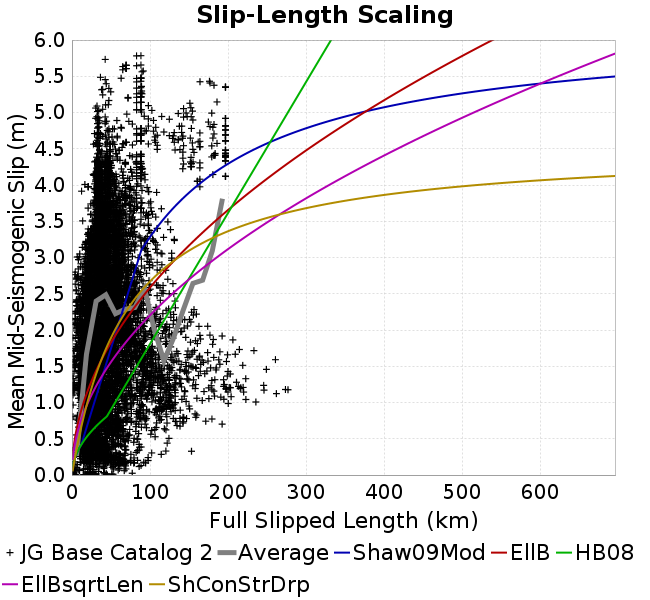 Slip-Length Scaling
Mean Mid-Seismogenic Slip (m)
6.0
5.5
5.0
4.5
4.0
3.5
3.0
2.5
2.0
1.5
1.0
0.5
0.0
0 100 200 300 400 500 600
Full Slipped Length (km)
JG Base Catalog 2 Average Shaw09Mod EllB HB08
EllBsqrtLen ShConStrDrp